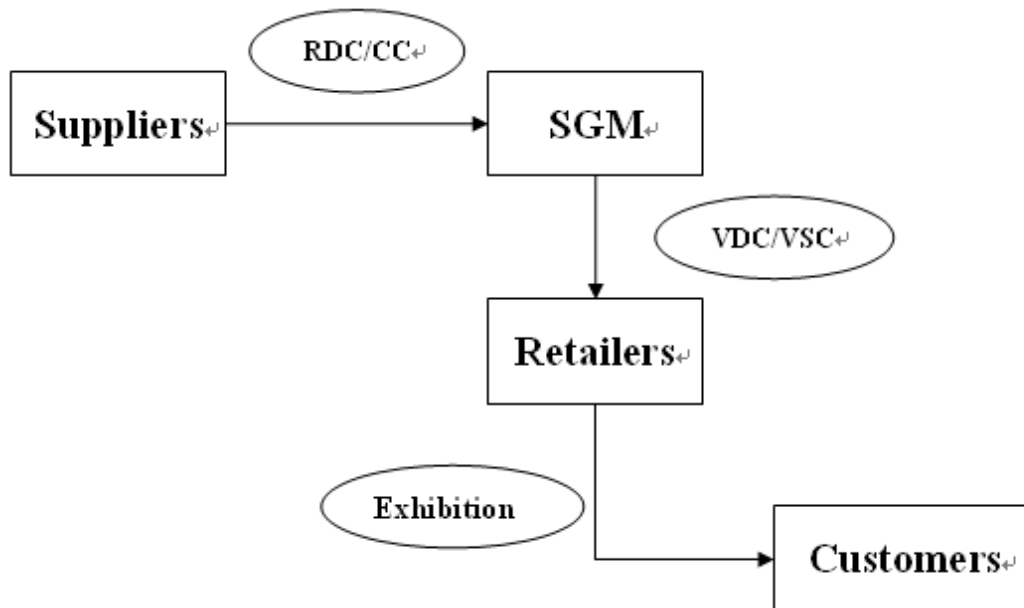 RDC/CC
Suppliers
SGM
VDC/VSC
Retailers
Exhibition
Customers